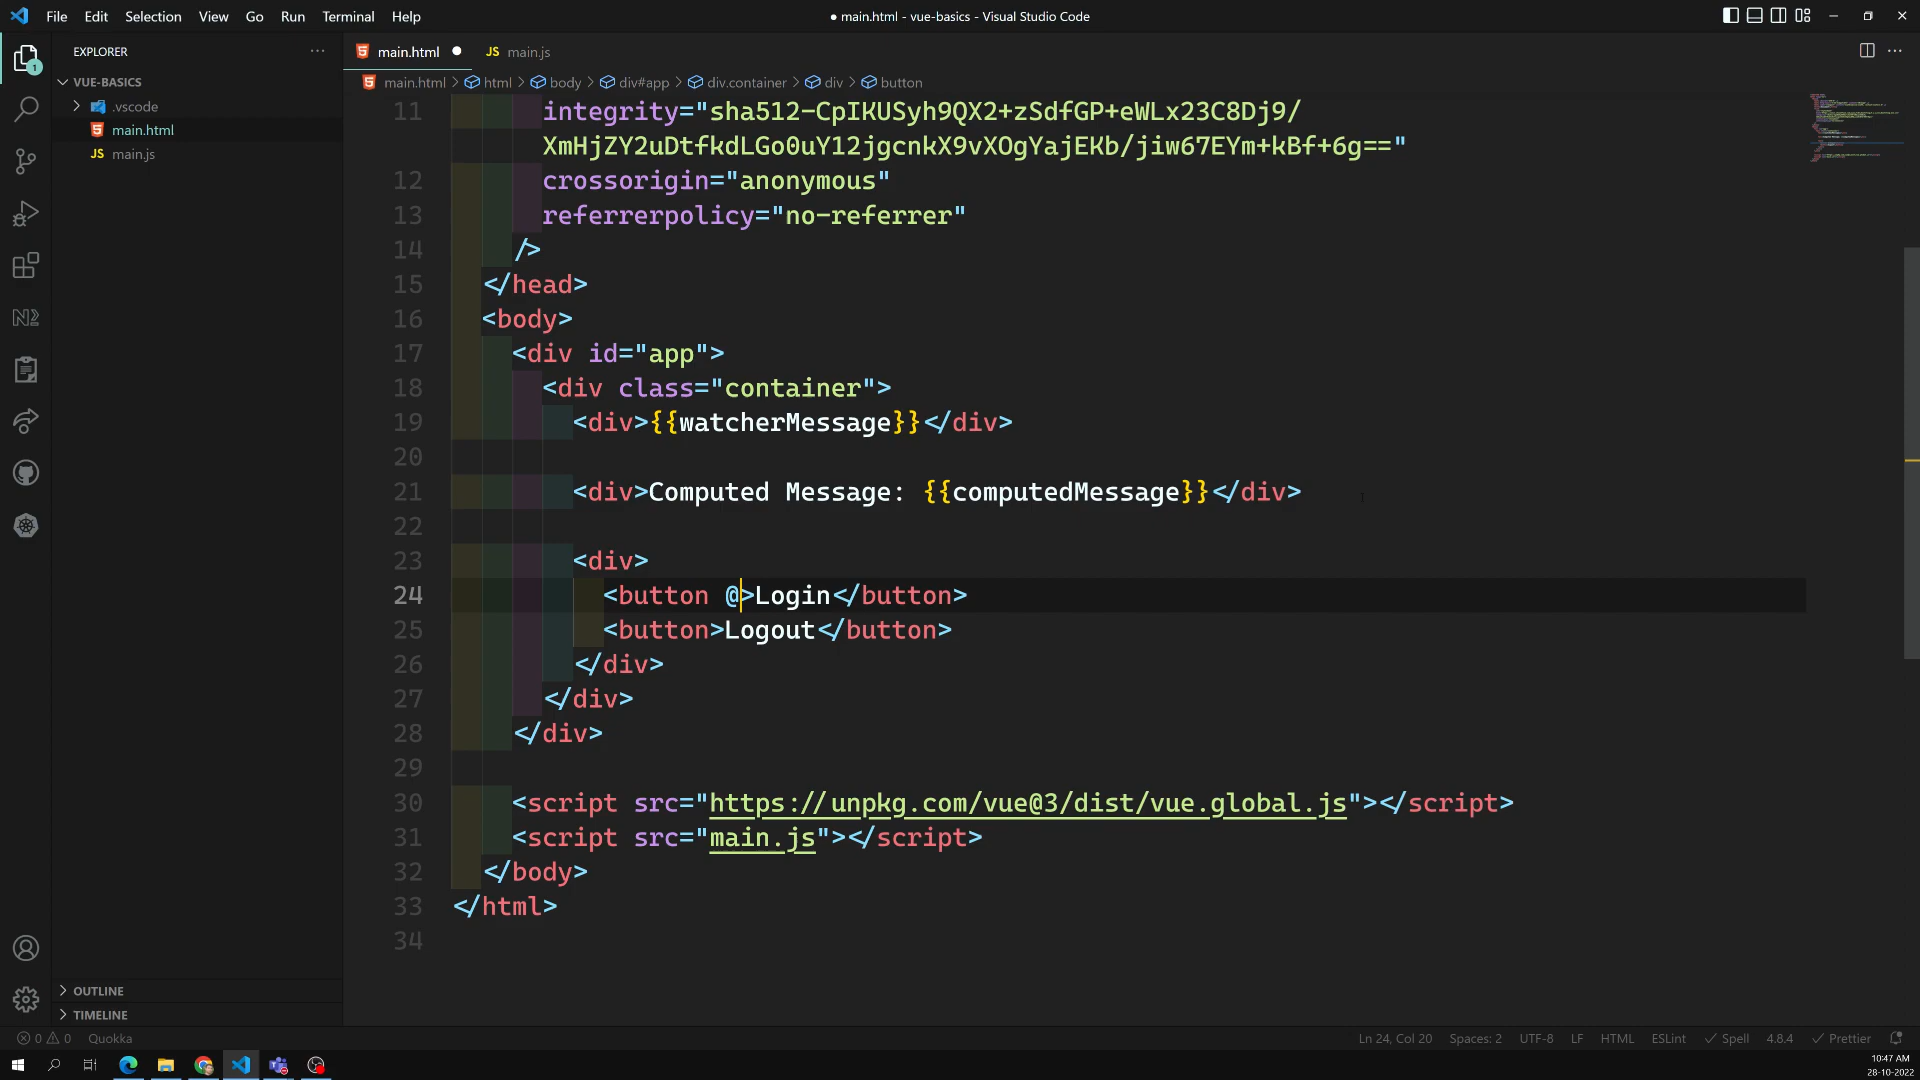 File Edit Selection View Go Run Terminal Help
● main.html - vue-basics - Visual Studio Code
EXPLORER
main.html
JS main.js
1
VUE-BASICS
main.html > html > body > div#app > div.container > div > button
.vscode
main.html
JS main.js
11 integrity="sha512-CpIKUSyh9QX2+zSdfGP+eWLx23C8Dj9/
XmHjZY2uDtfkdLGo0uY12jgcnkX9vXOgYajEKb/jiw67EYm+kBf+6g=="
12 crossorigin="anonymous"
13 referrerpolicy="no-referrer"
14 />
15 </head>
16 <body>
17 <div id="app">
18 <div class="container">
19 <div>{{watcherMessage}}</div>
20
21 <div>Computed Message: {{computedMessage}}</div>
22
23 <div>
24 <button @>Login</button>
25 <button>Logout</button>
26 </div>
27 </div>
28 </div>
29
30 <script src="https://unpkg.com/vue@3/dist/vue.global.js"></script>
31 <script src="main.js"></script>
32 </body>
33 </html>
34
OUTLINE
TIMELINE
0 0 Quokka
Ln 24, Col 20 Spaces: 2 UTF-8 LF HTML ESLint ✓ Spell 4.8.4 ✓ Prettier
10:47 AM
28-10-2022